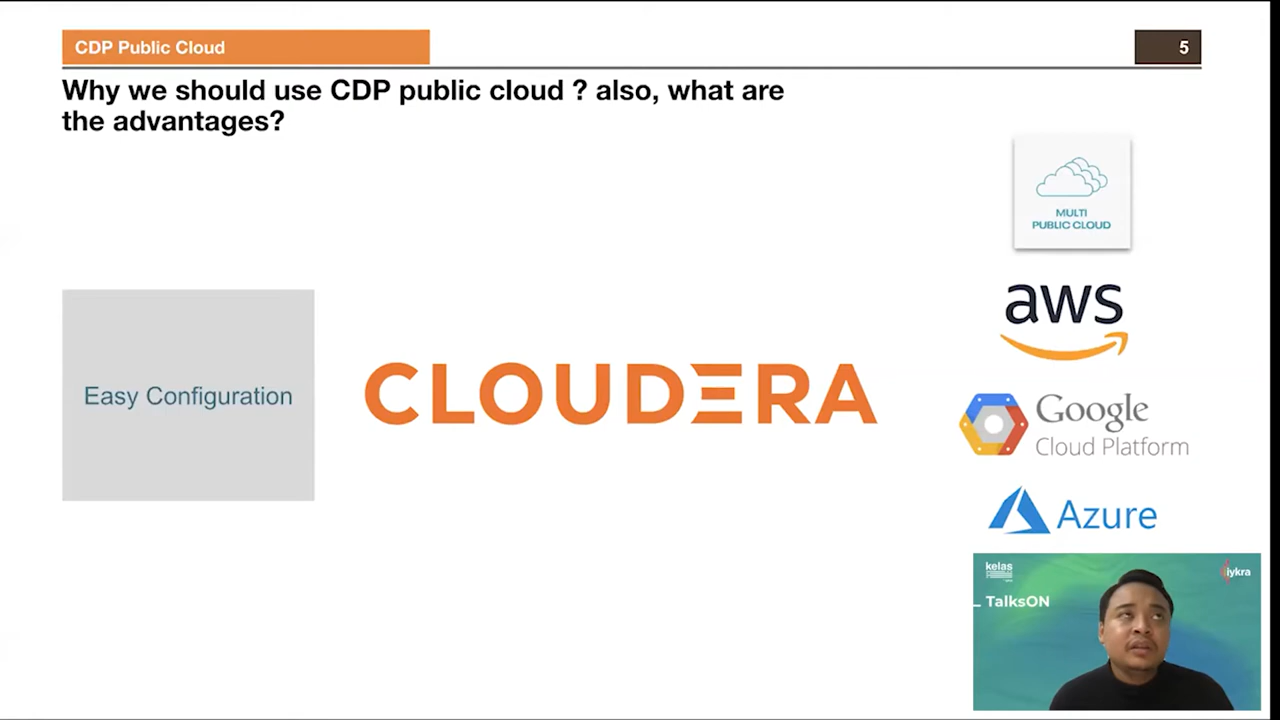 CDP Public Cloud
5
Why we should use CDP public cloud ? also, what are
the advantages?
MULTI
PUBLIC CLOUD
aws
Easy Configuration
CLOUDERA
Google
Cloud Platform
Azure
kelas
iykra
TalksON